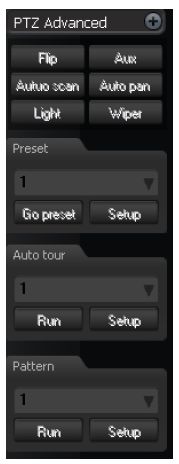 PTZ Advanced
Flip Aux
Autuo scan Auto pan
Light Wiper
Preset
1
Go preset Setup
Auto tour
1
Run Setup
Pattern
1
Run Setup